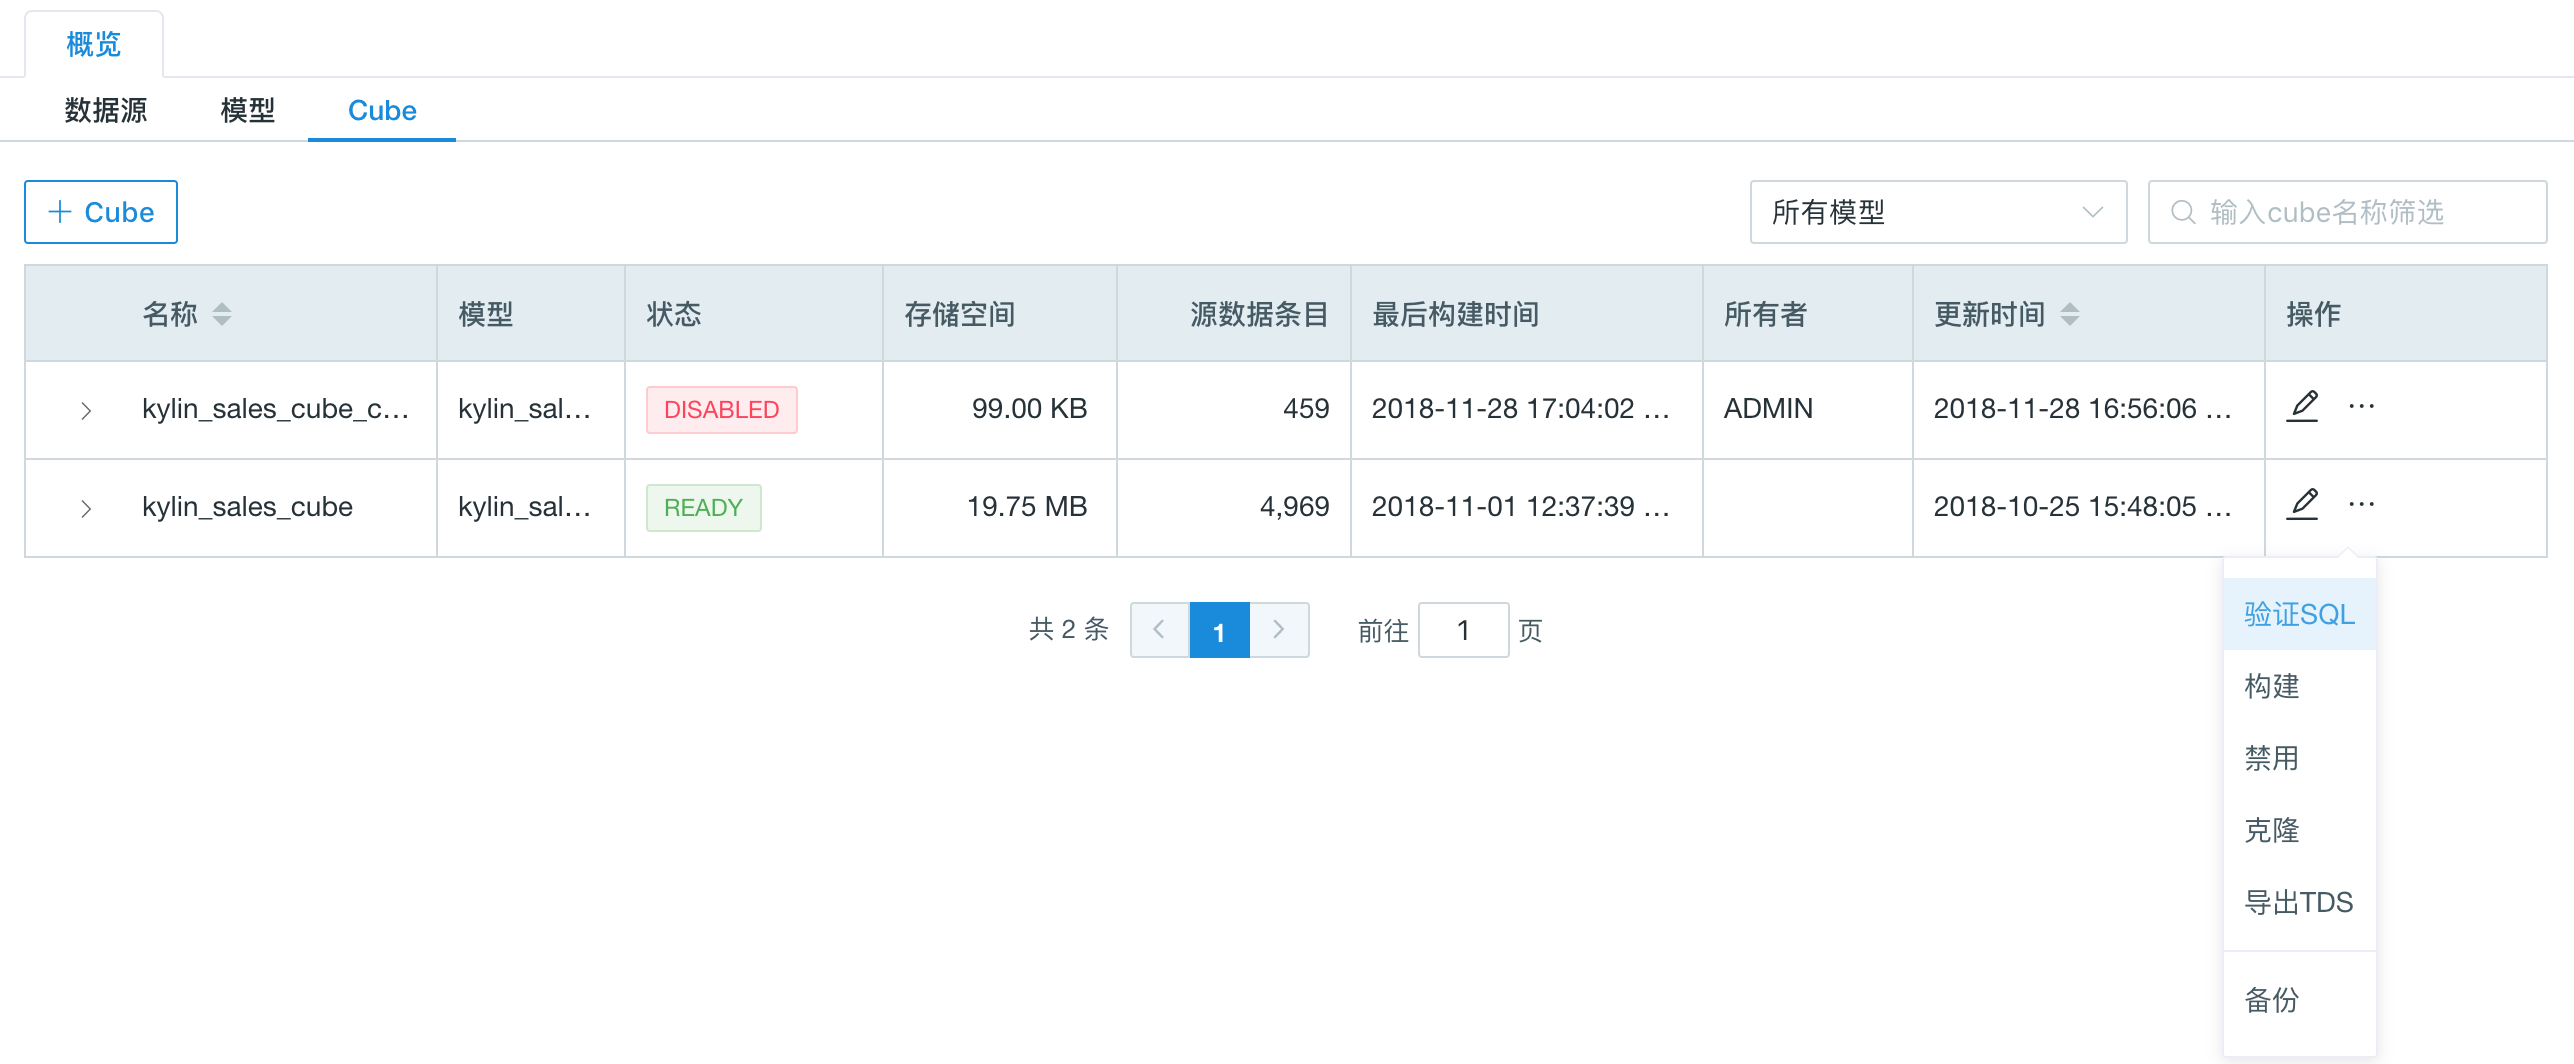 概览
数据源 模型 Cube
+ Cube 所有模型 输入cube名称筛选
名称 模型 状态 存储空间 源数据条目 最后构建时间 所有者 更新时间 操作
kylin_sales_cube_c... kylin_sal... DISABLED 99.00 KB 459 2018-11-28 17:04:02 ... ADMIN 2018-11-28 16:56:06 ...
kylin_sales_cube kylin_sal... READY 19.75 MB 4,969 2018-11-01 12:37:39 ... 2018-10-25 15:48:05 ...
共 2 条 1 前往 1 页
验证SQL
构建
禁用
克隆
导出TDS
备份